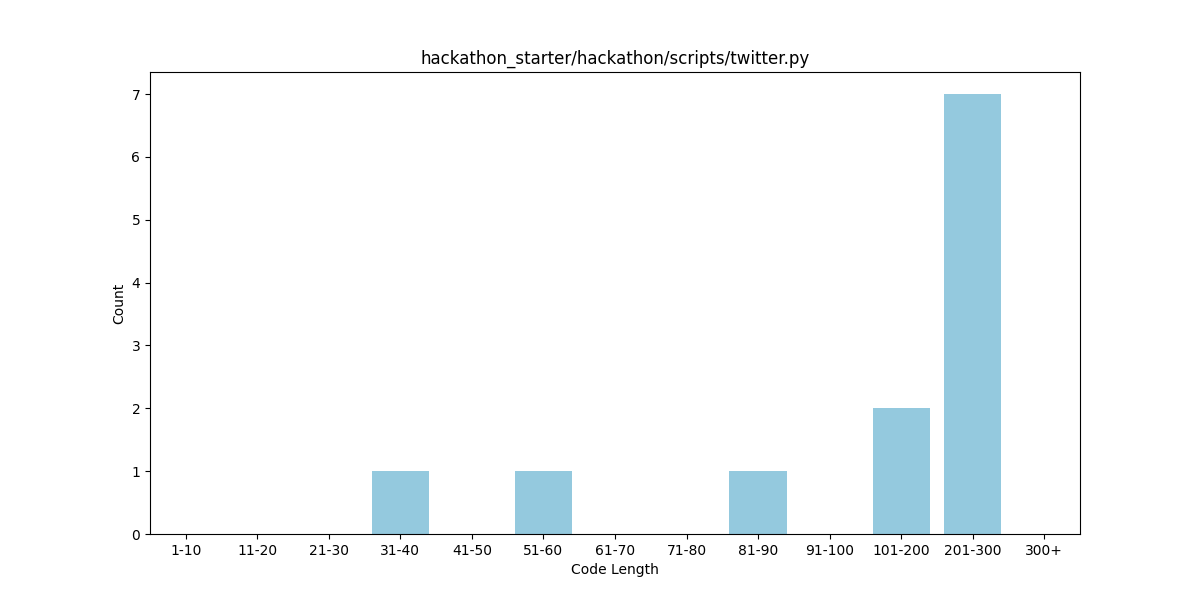 hackathon_starter/hackathon/scripts/twitter.py
7
6
5
4
3
2
1
0
Count
1-10 11-20 21-30 31-40 41-50 51-60 61-70 71-80 81-90 91-100 101-200 201-300 300+
Code Length